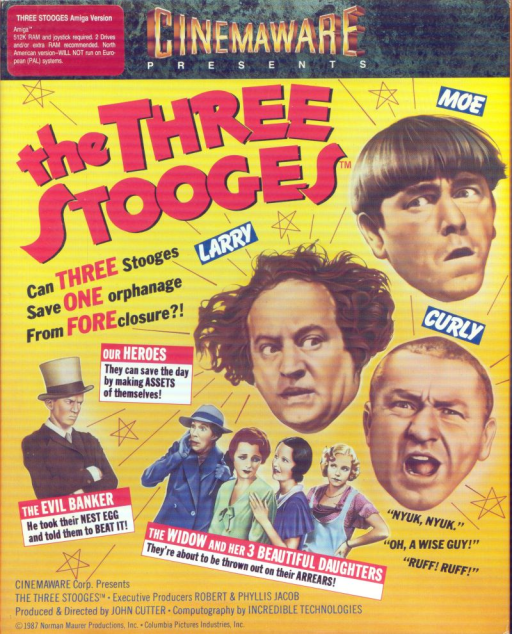 THREE STOOGES Amiga Version
Amiga™
512K RAM and joystick required. 2 Drives
and/or extra RAM recommended. North
American version–WILL NOT run on Euro-
pean (PAL) systems.
CINEMAWARE
PRESENTS
the THREE
STOOGES™
MOE
LARRY
CURLY
Can THREE Stooges
Save ONE orphanage
From FOREclosure?!
OUR HEROES
They can save the day
by making ASSETS
of themselves!
THE EVIL BANKER
He took their NEST EGG
and told them to BEAT IT!
THE WIDOW AND HER 3 BEAUTIFUL DAUGHTERS
They're about to be thrown out on their ARREARS!
"NYUK, NYUK."
"OH, A WISE GUY!"
"RUFF! RUFF!"
CINEMAWARE Corp. Presents
THE THREE STOOGES™ • Executive Producers ROBERT & PHYLLIS JACOB
Produced & Directed by JOHN CUTTER • Computography by INCREDIBLE TECHNOLOGIES
© 1987 Norman Maurer Productions, Inc. • Columbia Pictures Industries, Inc.